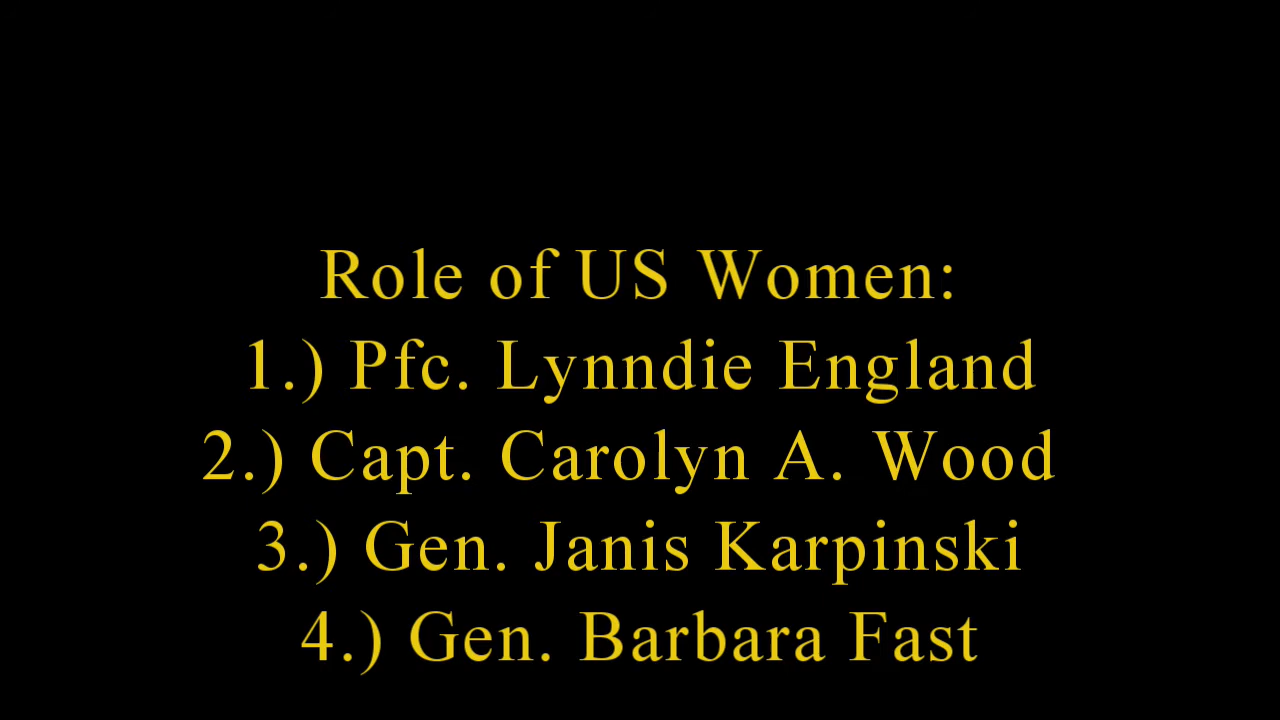 Role of US Women:
1.) Pfc. Lynndie England
2.) Capt. Carolyn A. Wood
3.) Gen. Janis Karpinski
4.) Gen. Barbara Fast